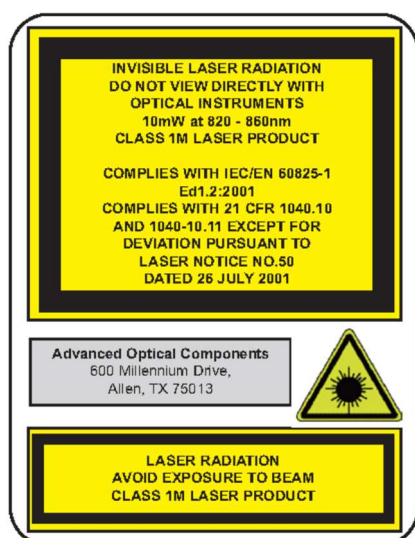 INVISIBLE LASER RADIATION
DO NOT VIEW DIRECTLY WITH
OPTICAL INSTRUMENTS
10mW at 820 - 860nm
CLASS 1M LASER PRODUCT
COMPLIES WITH IEC/EN 60825-1
Ed1.2:2001
COMPLIES WITH 21 CFR 1040.10
AND 1040-10.11 EXCEPT FOR
DEVIATION PURSUANT TO
LASER NOTICE NO.50
DATED 26 JULY 2001
Advanced Optical Components
600 Millennium Drive,
Allen, TX 75013
LASER RADIATION
AVOID EXPOSURE TO BEAM
CLASS 1M LASER PRODUCT